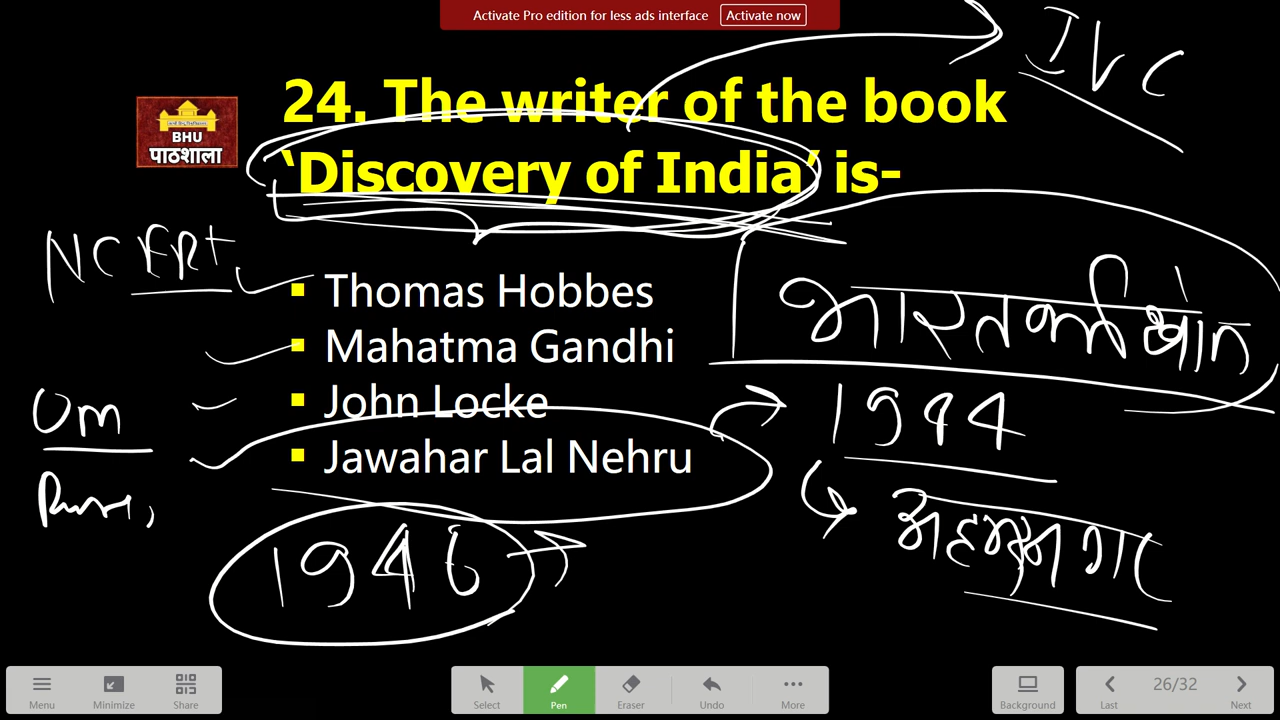 Activate Pro edition for less ads interface Activate now
IVC
24. The writer of the book
‘Discovery of India’ is-
BHU
पाठशाला
NCERT
Thomas Hobbes
Mahatma Gandhi
John Locke
Jawahar Lal Nehru
भारत की खोज
1944
Om
1946
Menu
Minimize
Share
Select
Pen
Eraser
Undo
More
Background
Last
26/32
Next